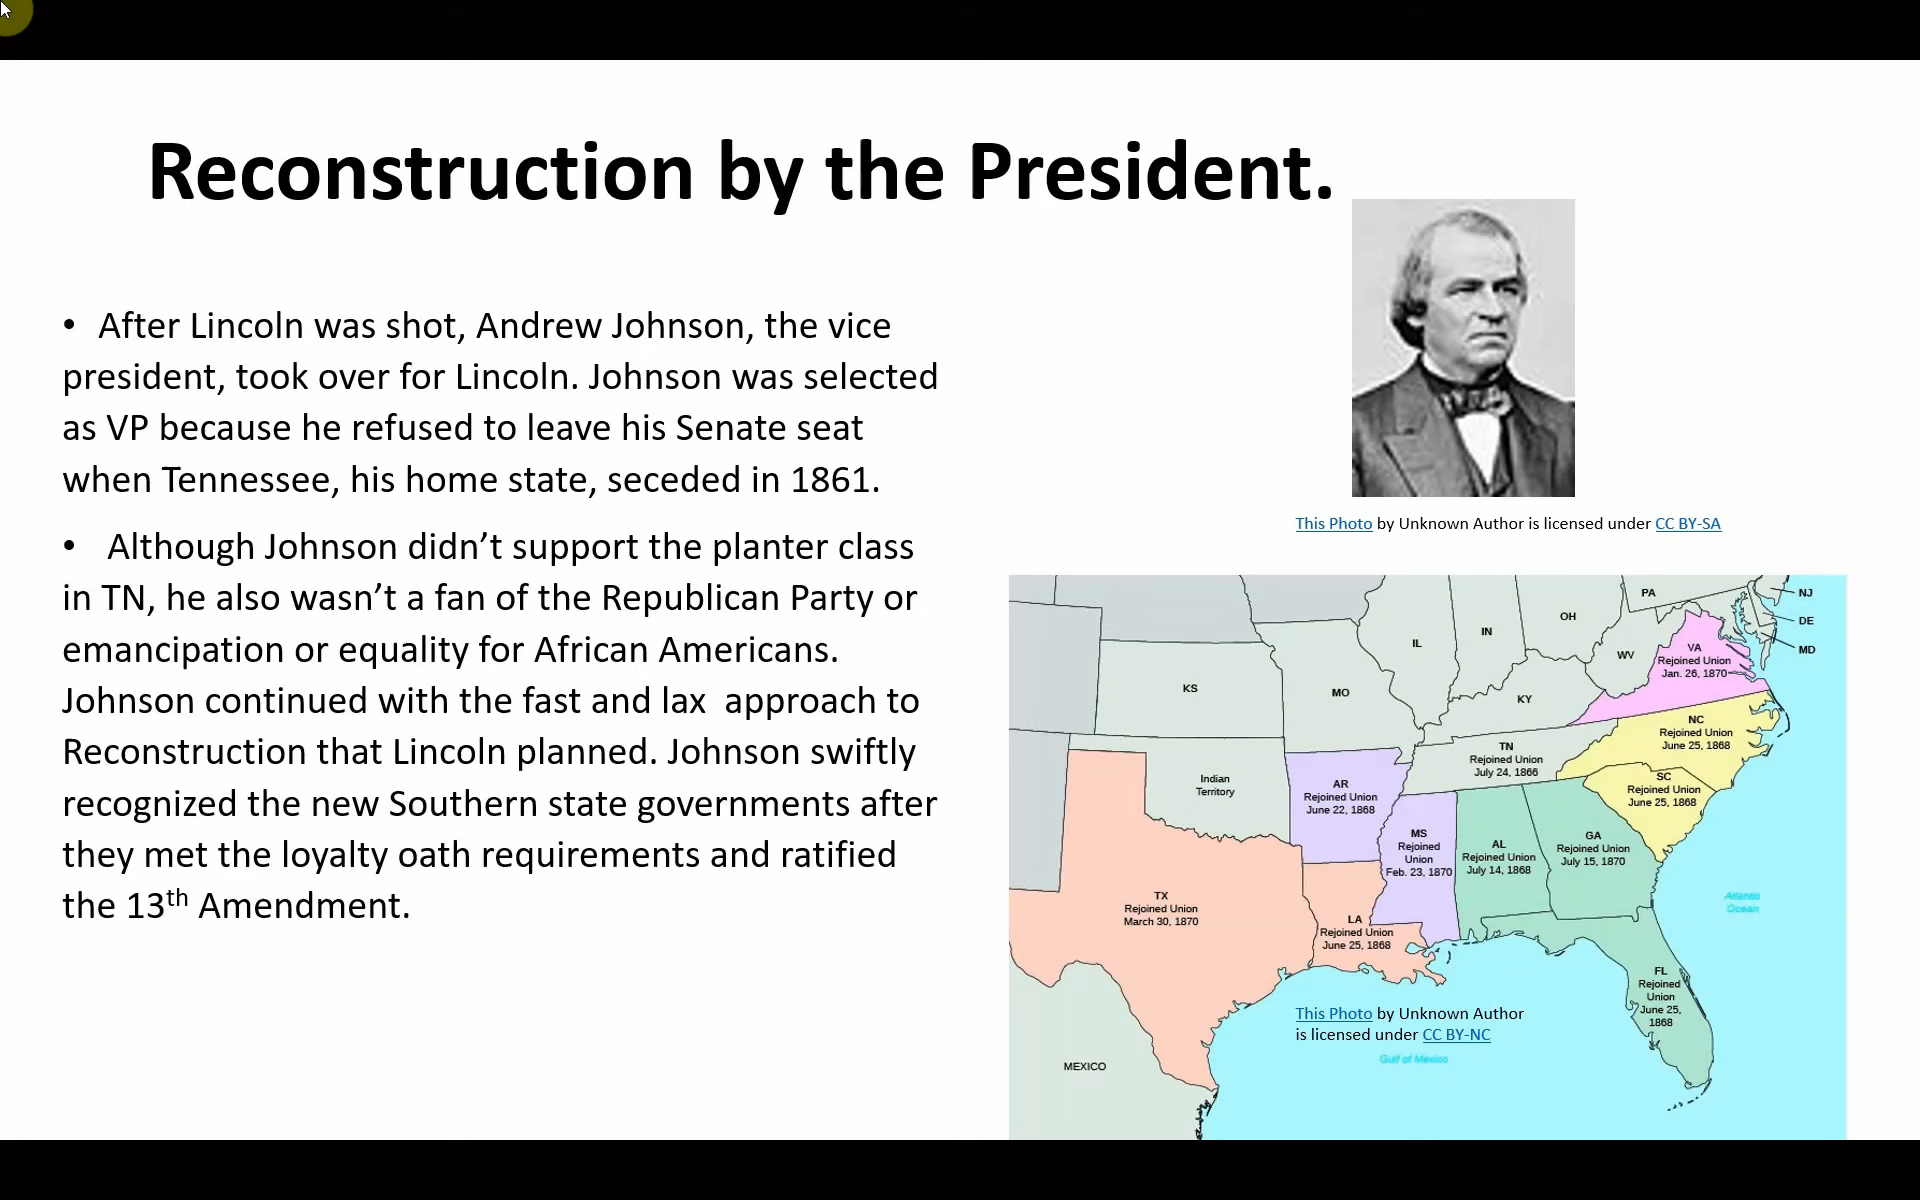 Reconstruction by the President.
• After Lincoln was shot, Andrew Johnson, the vice
president, took over for Lincoln. Johnson was selected
as VP because he refused to leave his Senate seat
when Tennessee, his home state, seceded in 1861.
• Although Johnson didn’t support the planter class
in TN, he also wasn’t a fan of the Republican Party or
emancipation or equality for African Americans.
Johnson continued with the fast and lax approach to
Reconstruction that Lincoln planned. Johnson swiftly
recognized the new Southern state governments after
they met the loyalty oath requirements and ratified
the 13th Amendment.
This Photo by Unknown Author is licensed under CC BY-SA
PA
NJ
DE
MD
OH
IN
IL
WV
VA
Rejoined Union
Jan. 26, 1870
KS
MO
KY
NC
Rejoined Union
June 25, 1868
TN
Rejoined Union
July 24, 1866
SC
Rejoined Union
June 25, 1868
Indian
Territory
AR
Rejoined Union
June 22, 1868
MS
Rejoined
Union
Feb. 23, 1870
AL
Rejoined Union
July 14, 1868
GA
Rejoined Union
July 15, 1870
TX
Rejoined Union
March 30, 1870
LA
Rejoined Union
June 25, 1868
Atlantic
Ocean
FL
Rejoined
Union
June 25,
1868
This Photo by Unknown Author
is licensed under CC BY-NC
Gulf of Mexico
MEXICO